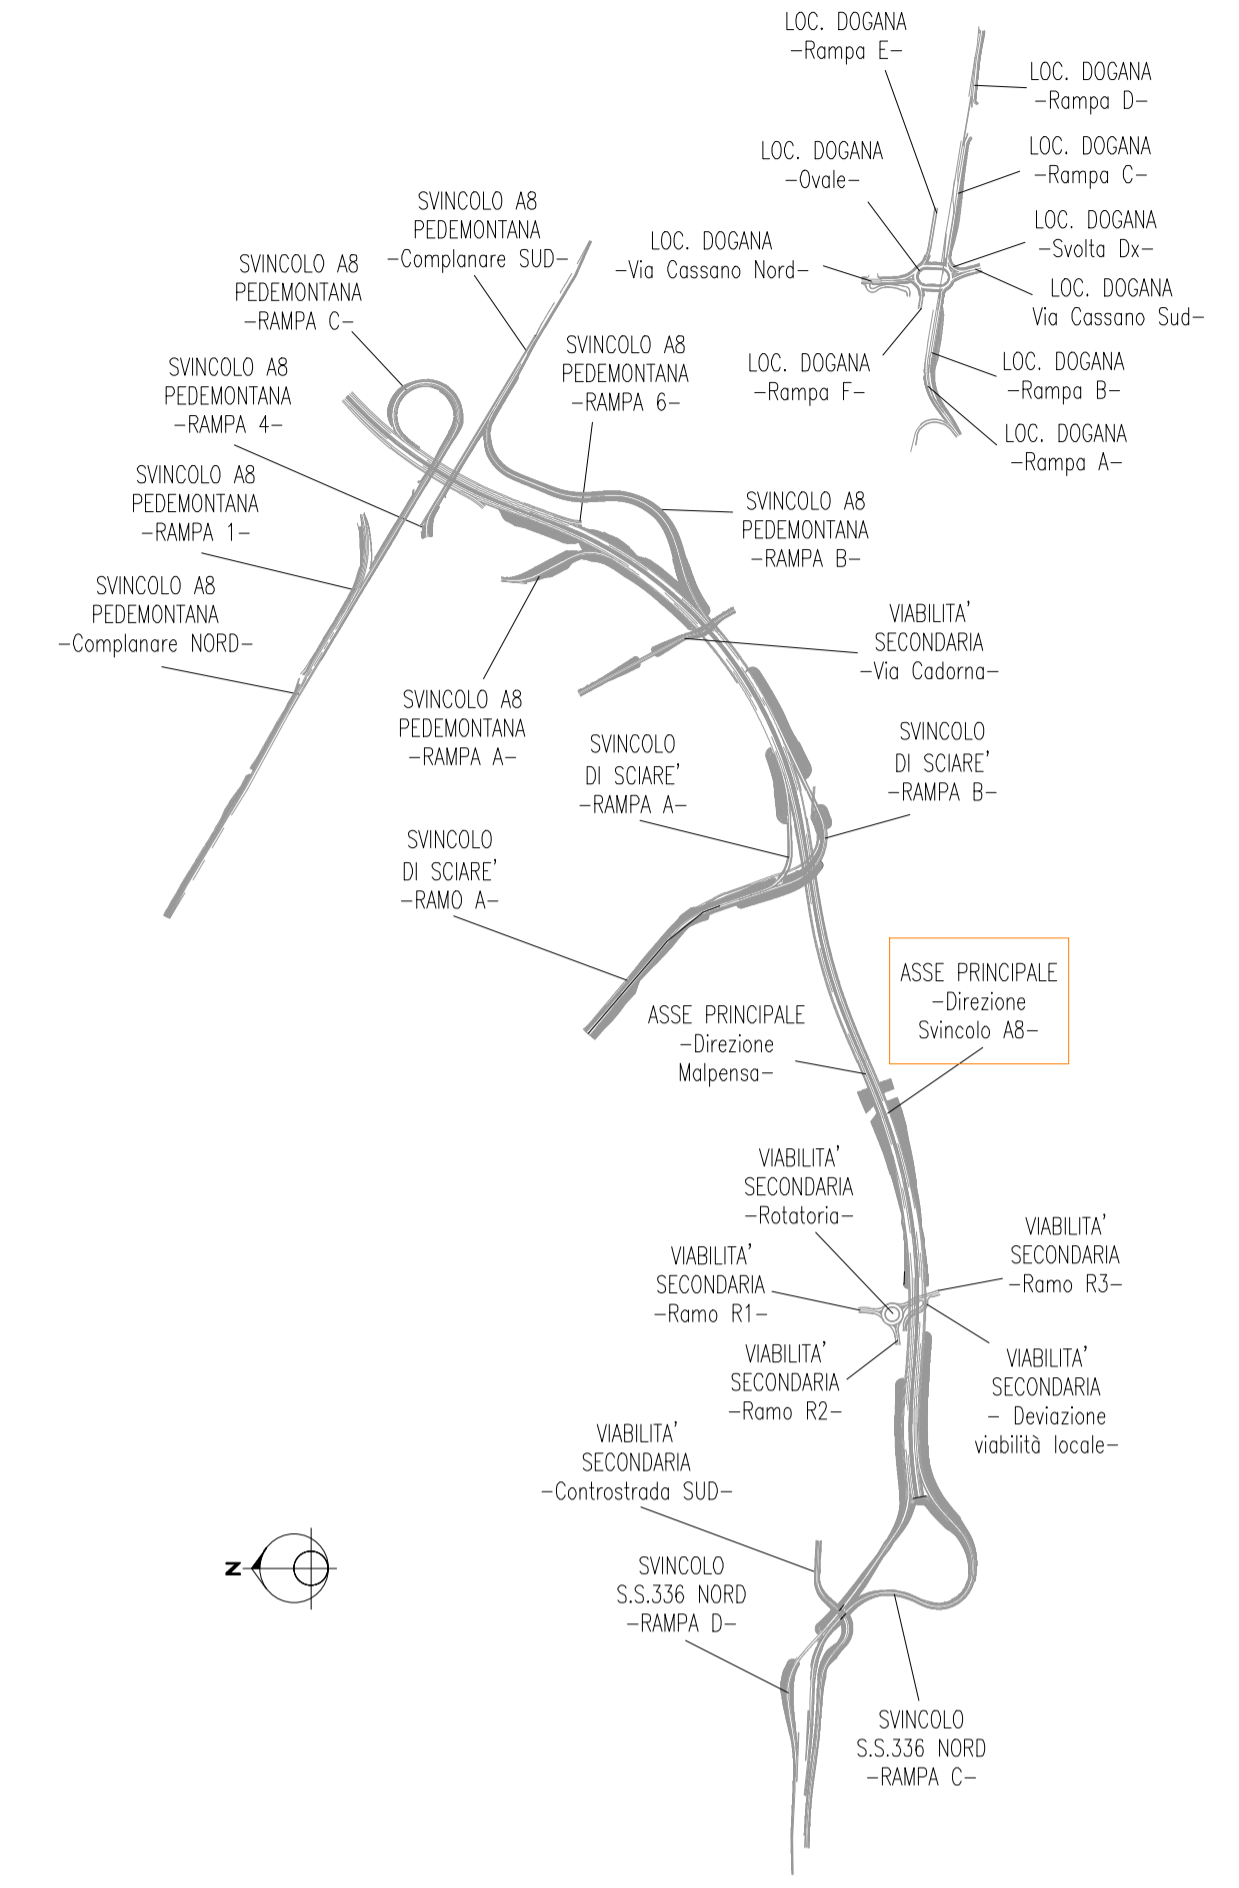 LOC. DOGANA
-Rampa E-
LOC. DOGANA
-Rampa D-
LOC. DOGANA
-Rampa C-
LOC. DOGANA
-Ovale-
LOC. DOGANA
-Svolta Dx-
LOC. DOGANA
-Via Cassano Nord-
LOC. DOGANA
Via Cassano Sud-
LOC. DOGANA
-Rampa F-
LOC. DOGANA
-Rampa B-
LOC. DOGANA
-Rampa A-
SVINCOLO A8
PEDEMONTANA
-Complanare SUD-
SVINCOLO A8
PEDEMONTANA
-RAMPA C-
SVINCOLO A8
PEDEMONTANA
-RAMPA 6-
SVINCOLO A8
PEDEMONTANA
-RAMPA 4-
SVINCOLO A8
PEDEMONTANA
-RAMPA 1-
SVINCOLO A8
PEDEMONTANA
-RAMPA B-
SVINCOLO A8
PEDEMONTANA
-Complanare NORD-
VIABILITA'
SECONDARIA
-Via Cadorna-
SVINCOLO A8
PEDEMONTANA
-RAMPA A-
SVINCOLO
DI SCIARE'
-RAMPA A-
SVINCOLO
DI SCIARE'
-RAMPA B-
SVINCOLO
DI SCIARE'
-RAMO A-
ASSE PRINCIPALE
-Direzione
Svincolo A8-
ASSE PRINCIPALE
-Direzione
Malpensa-
VIABILITA'
SECONDARIA
-Rotatoria-
VIABILITA'
SECONDARIA
-Ramo R3-
VIABILITA'
SECONDARIA
-Ramo R1-
VIABILITA'
SECONDARIA
-Ramo R2-
VIABILITA'
SECONDARIA
- Deviazione
viabilità locale-
VIABILITA'
SECONDARIA
-Controstrada SUD-
N
SVINCOLO
S.S.336 NORD
-RAMPA D-
SVINCOLO
S.S.336 NORD
-RAMPA C-